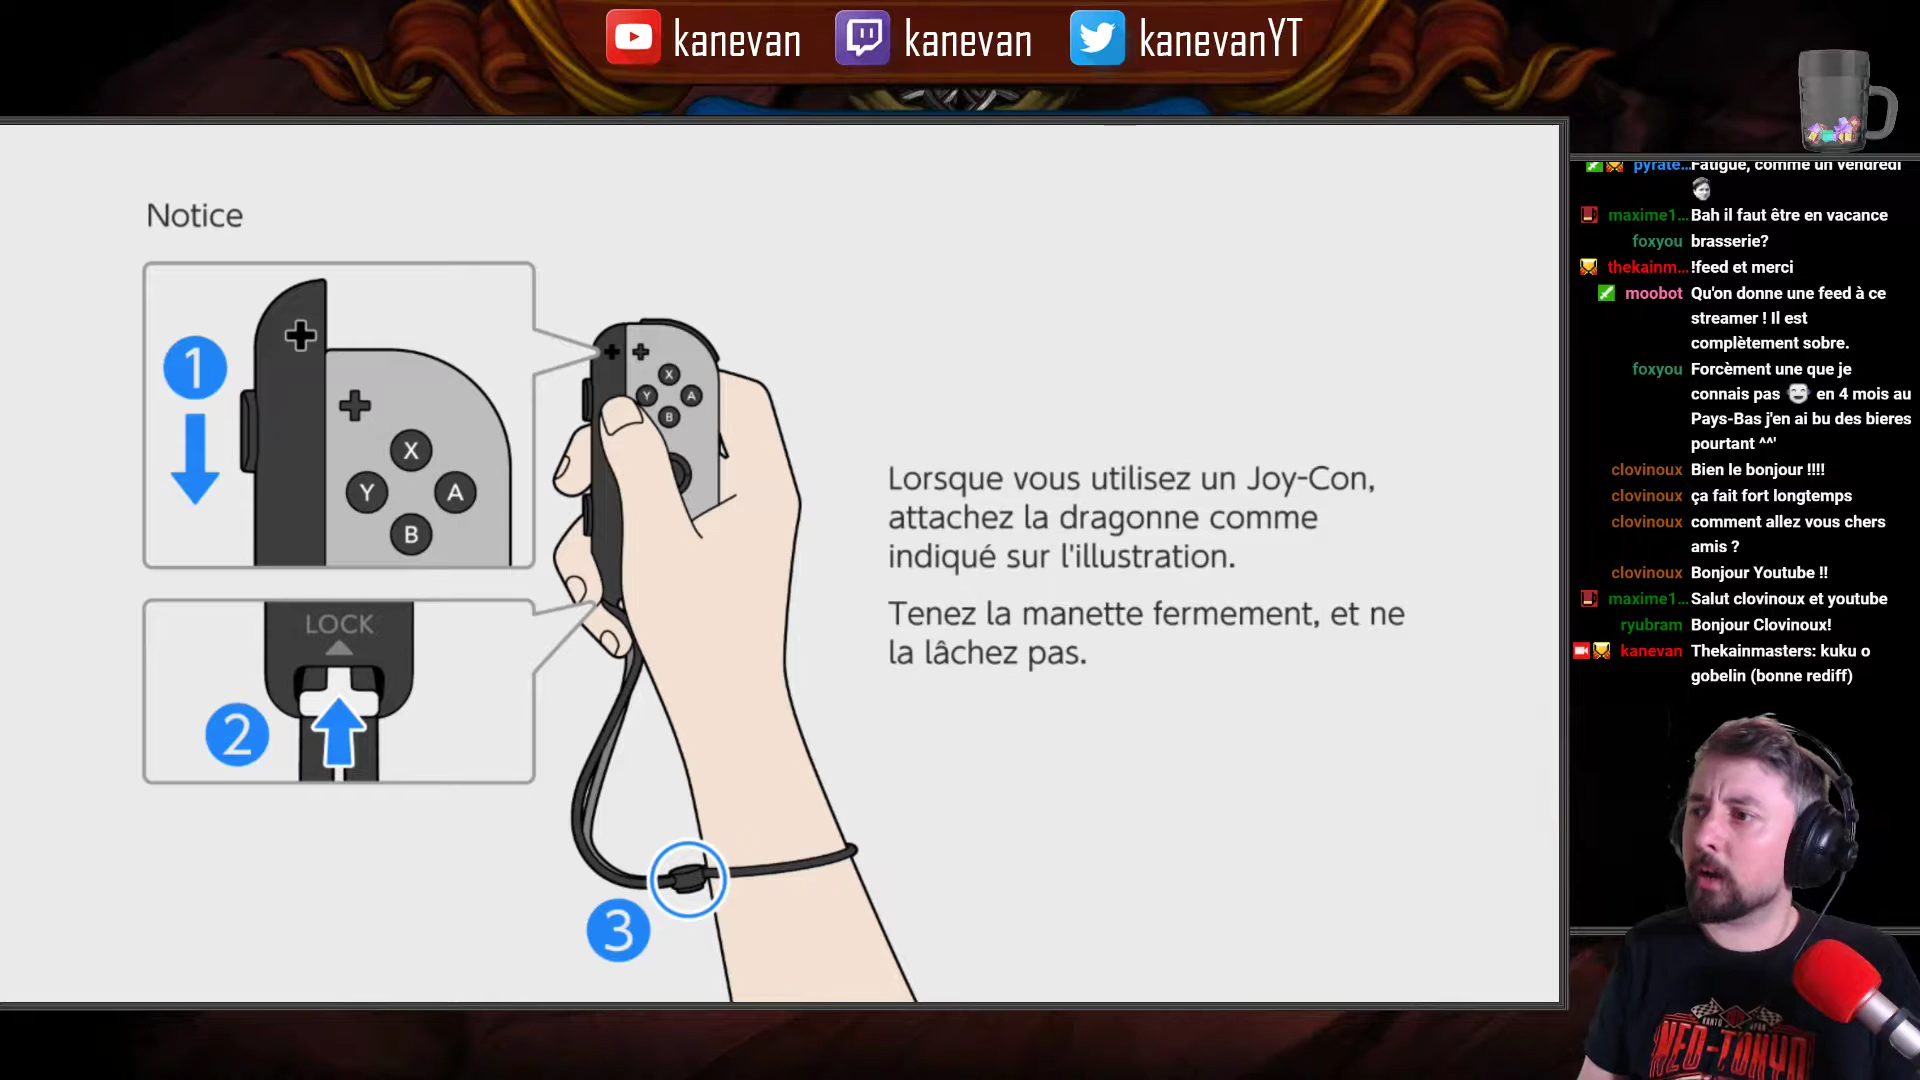 kanevan kanevan kanevanYT
Notice
1
X
Y A
B
X
Y A
B
LOCK
2
3
Lorsque vous utilisez un Joy-Con,
attachez la dragonne comme
indiqué sur l'illustration.
Tenez la manette fermement, et ne
la lâchez pas.
pyrate... Fatigué, comme un vendredi
maxime1... Bah il faut être en vacance
foxyou brasserie?
thekainm... !feed et merci
moobot Qu'on donne une feed à ce
streamer ! Il est
complètement sobre.
foxyou Forcèment une que je
connais pas en 4 mois au
Pays-Bas j'en ai bu des bieres
pourtant ^^'
clovinoux Bien le bonjour !!!!
clovinoux ça fait fort longtemps
clovinoux comment allez vous chers
amis ?
clovinoux Bonjour Youtube !!
maxime1... Salut clovinoux et youtube
ryubram Bonjour Clovinoux!
kanevan Thekainmasters: kuku o
gobelin (bonne rediff)
NEO-TOKYO